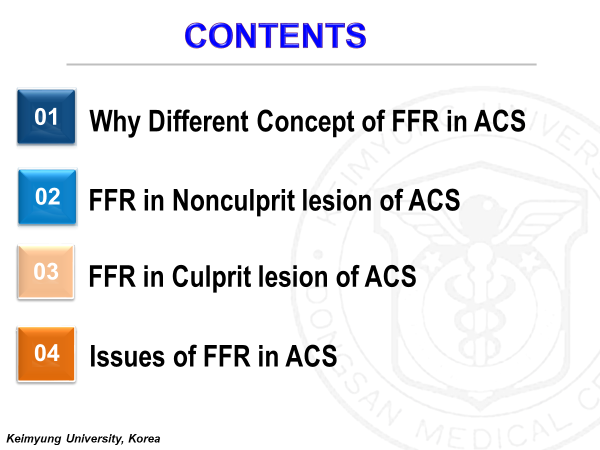 CONTENTS
01 Why Different Concept of FFR in ACS
02 FFR in Nonculprit lesion of ACS
03 FFR in Culprit lesion of ACS
04 Issues of FFR in ACS
Keimyung University, Korea